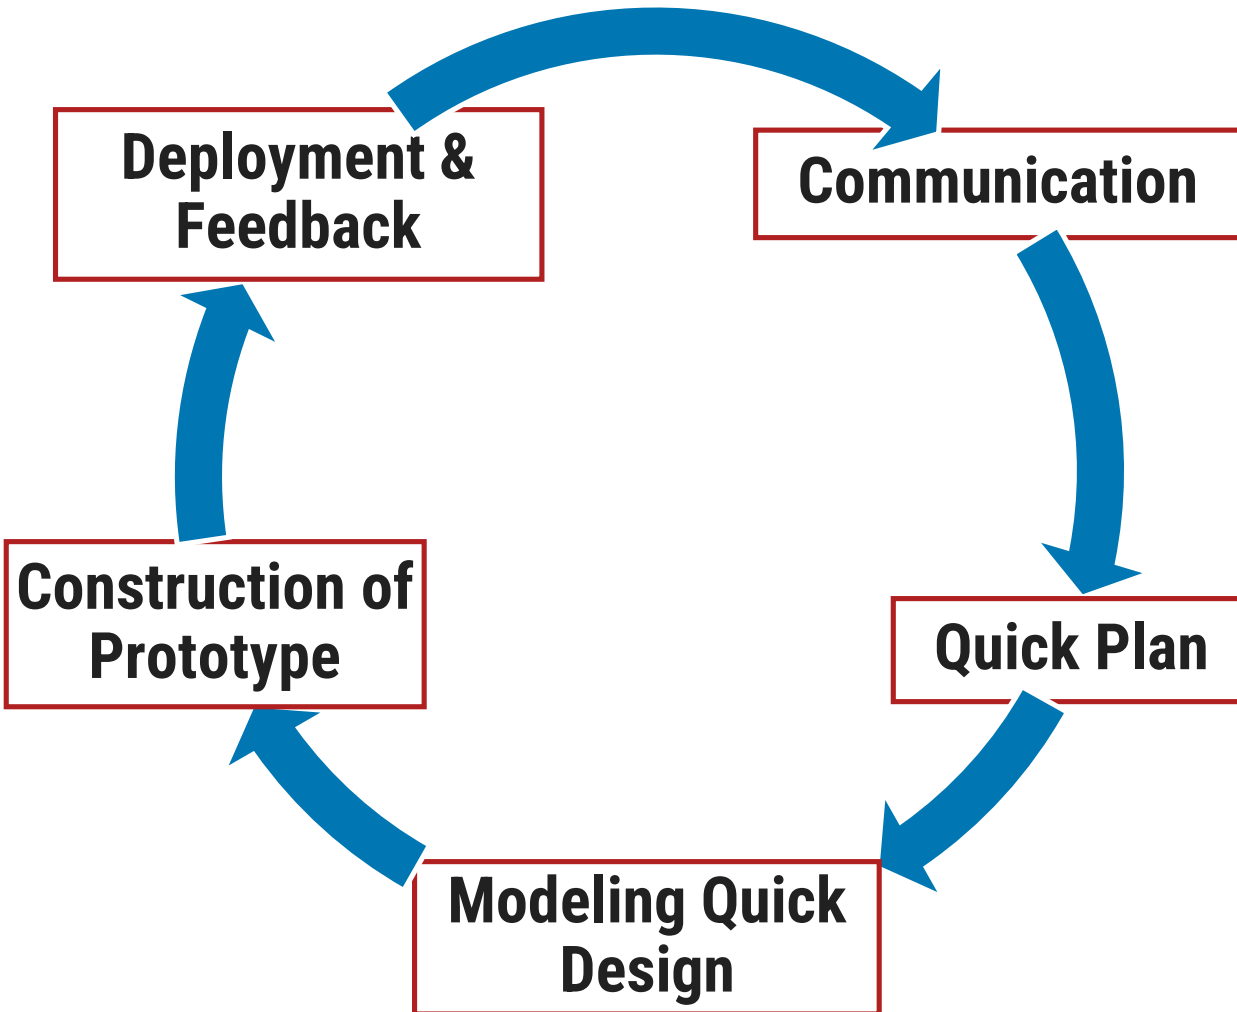 Deployment &
Feedback
Communication
Construction of
Prototype
Quick Plan
Modeling Quick
Design